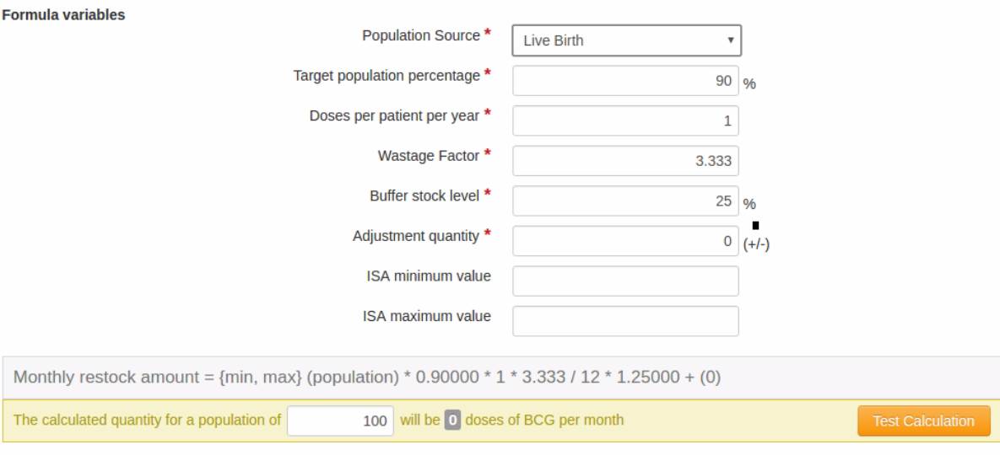 Formula variables
Population Source * Live Birth
Target population percentage * 90 %
Doses per patient per year * 1
Wastage Factor * 3.333
Buffer stock level * 25 %
Adjustment quantity * 0 (+/-)
ISA minimum value
ISA maximum value
Monthly restock amount = {min, max} (population) * 0.90000 * 1 * 3.333 / 12 * 1.25000 + (0)
The calculated quantity for a population of 100 will be 0 doses of BCG per month Test Calculation